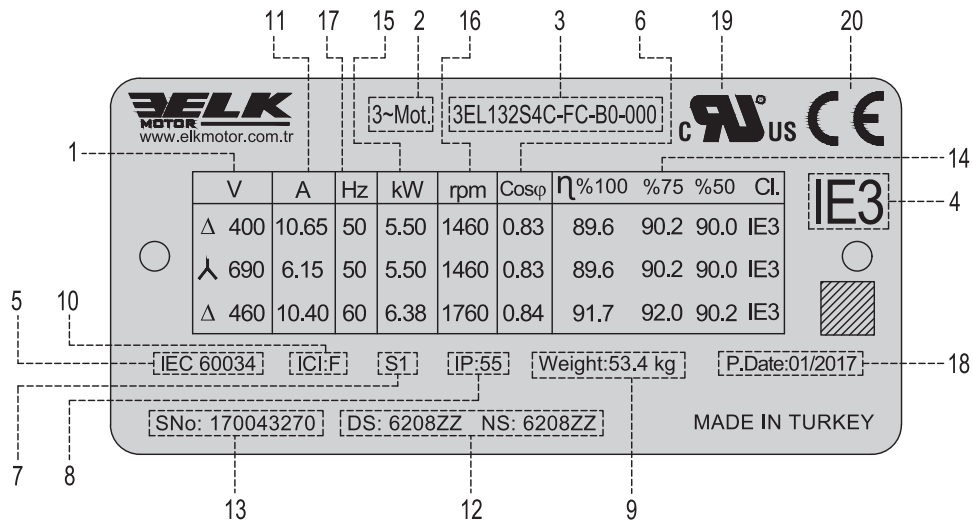 11 17 15 2 16 3 6 19 20
ELK
MOTOR
www.elkmotor.com.tr
3~Mot. 3EL132S4C-FC-B0-000
c RU ® US CE
1 14
V A Hz kW rpm Cosφ η%100 %75 %50 Cl.
Δ 400 10.65 50 5.50 1460 0.83 89.6 90.2 90.0 IE3
⅄ 690 6.15 50 5.50 1460 0.83 89.6 90.2 90.0 IE3
Δ 460 10.40 60 6.38 1760 0.84 91.7 92.0 90.2 IE3
IE3 4
5 10
IEC 60034 ICI:F S1 IP:55 Weight:53.4 kg P.Date:01/2017 18
SNo: 170043270 DS: 6208ZZ NS: 6208ZZ MADE IN TURKEY
7 8 13 12 9